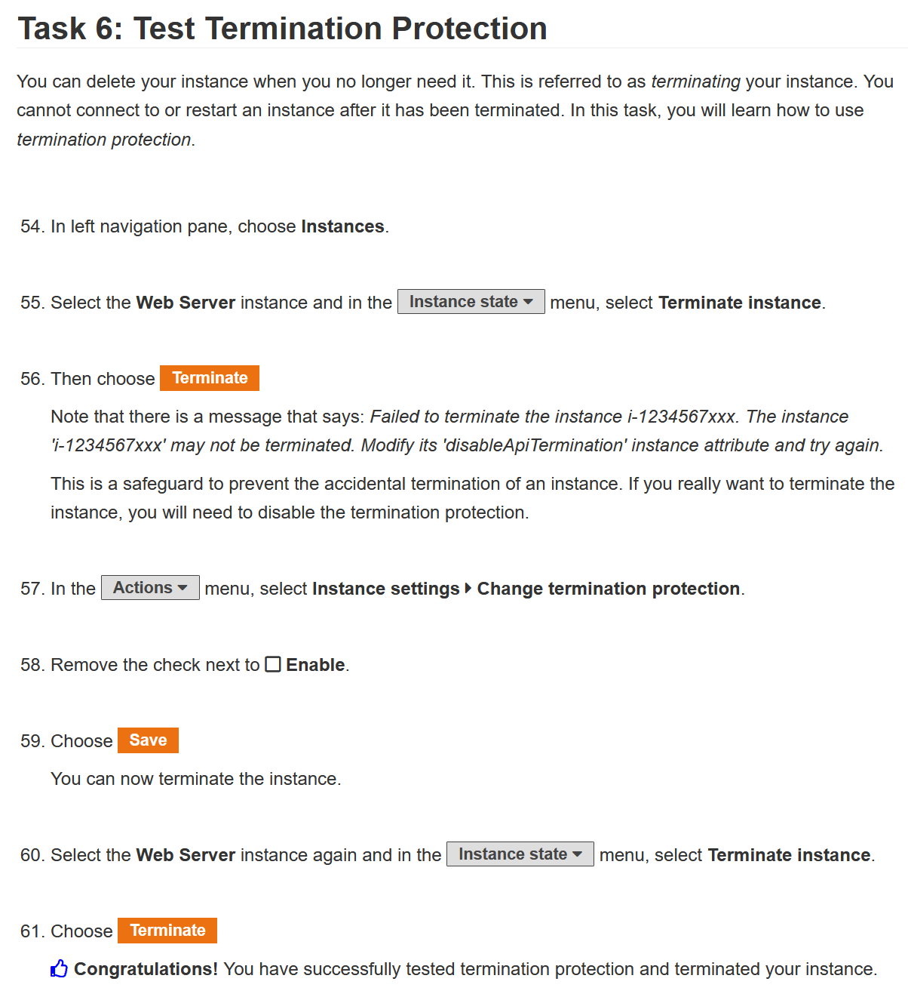 Task 6: Test Termination Protection
You can delete your instance when you no longer need it. This is referred to as terminating your instance. You
cannot connect to or restart an instance after it has been terminated. In this task, you will learn how to use
termination protection.
54. In left navigation pane, choose Instances.
55. Select the Web Server instance and in the Instance state menu, select Terminate instance.
56. Then choose Terminate
Note that there is a message that says: Failed to terminate the instance i-1234567xxx. The instance
'i-1234567xxx' may not be terminated. Modify its 'disableApiTermination' instance attribute and try again.
This is a safeguard to prevent the accidental termination of an instance. If you really want to terminate the
instance, you will need to disable the termination protection.
57. In the Actions menu, select Instance settings Change termination protection.
58. Remove the check next to Enable.
59. Choose Save
You can now terminate the instance.
60. Select the Web Server instance again and in the Instance state menu, select Terminate instance.
61. Choose Terminate
Congratulations! You have successfully tested termination protection and terminated your instance.